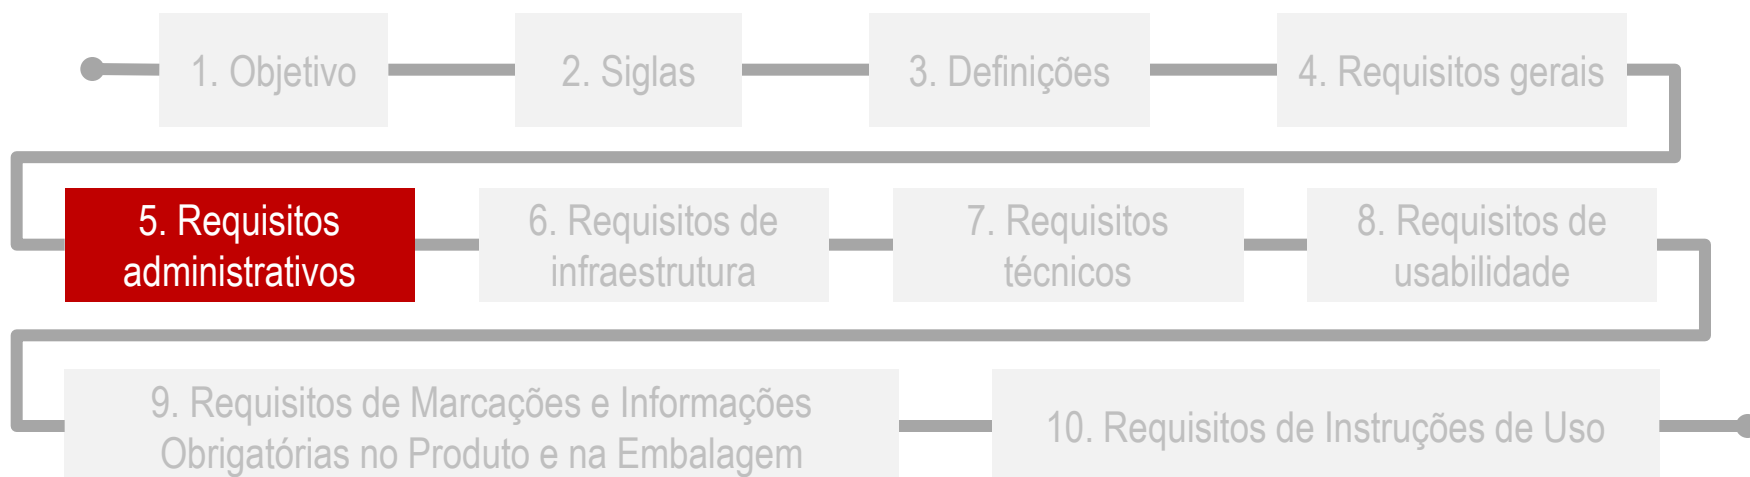 1. Objetivo
2. Siglas
3. Definições
4. Requisitos gerais
5. Requisitos
administrativos
6. Requisitos de
infraestrutura
7. Requisitos
técnicos
8. Requisitos de
usabilidade
9. Requisitos de Marcações e Informações
Obrigatórias no Produto e na Embalagem
10. Requisitos de Instruções de Uso